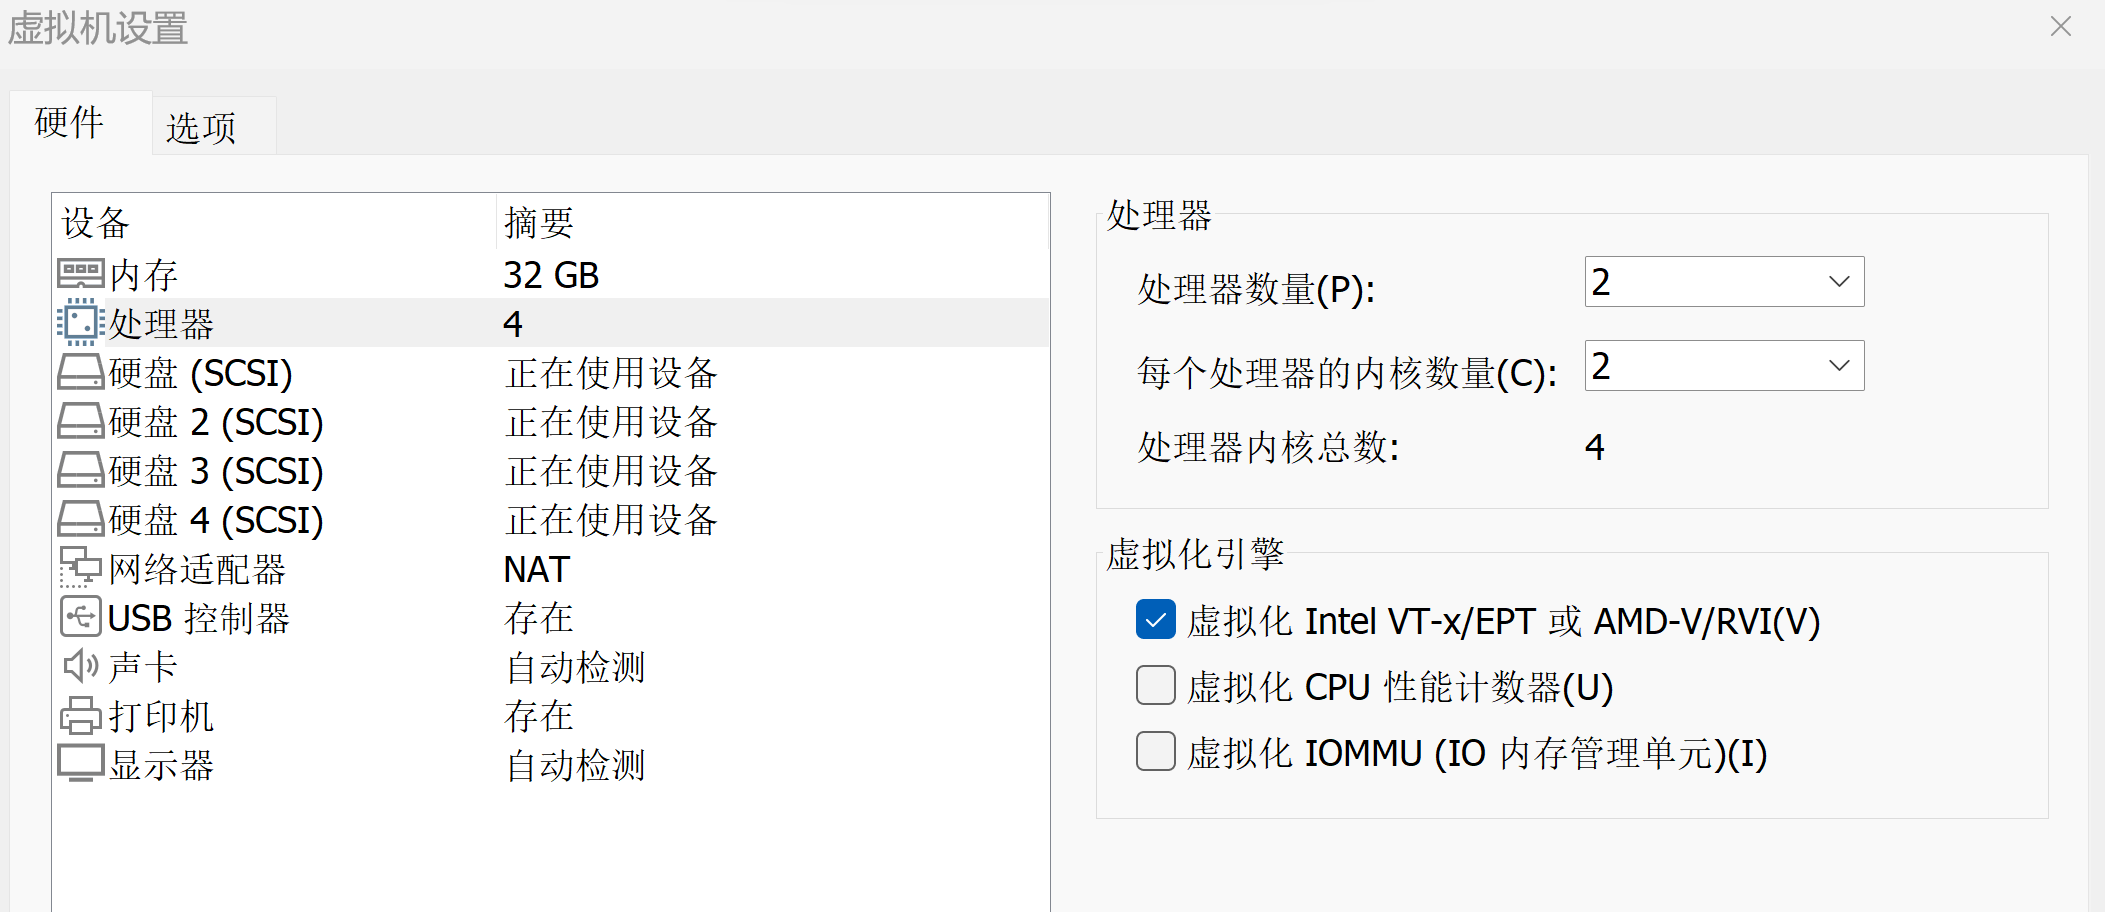 虚拟机设置
硬件
选项
设备 摘要
内存 32 GB
处理器 4
硬盘 (SCSI) 正在使用设备
硬盘 2 (SCSI) 正在使用设备
硬盘 3 (SCSI) 正在使用设备
硬盘 4 (SCSI) 正在使用设备
网络适配器 NAT
USB 控制器 存在
声卡 自动检测
打印机 存在
显示器 自动检测
处理器
处理器数量(P): 2
每个处理器的内核数量(C): 2
处理器内核总数: 4
虚拟化引擎
虚拟化 Intel VT-x/EPT 或 AMD-V/RVI(V)
虚拟化 CPU 性能计数器(U)
虚拟化 IOMMU (IO 内存管理单元)(I)